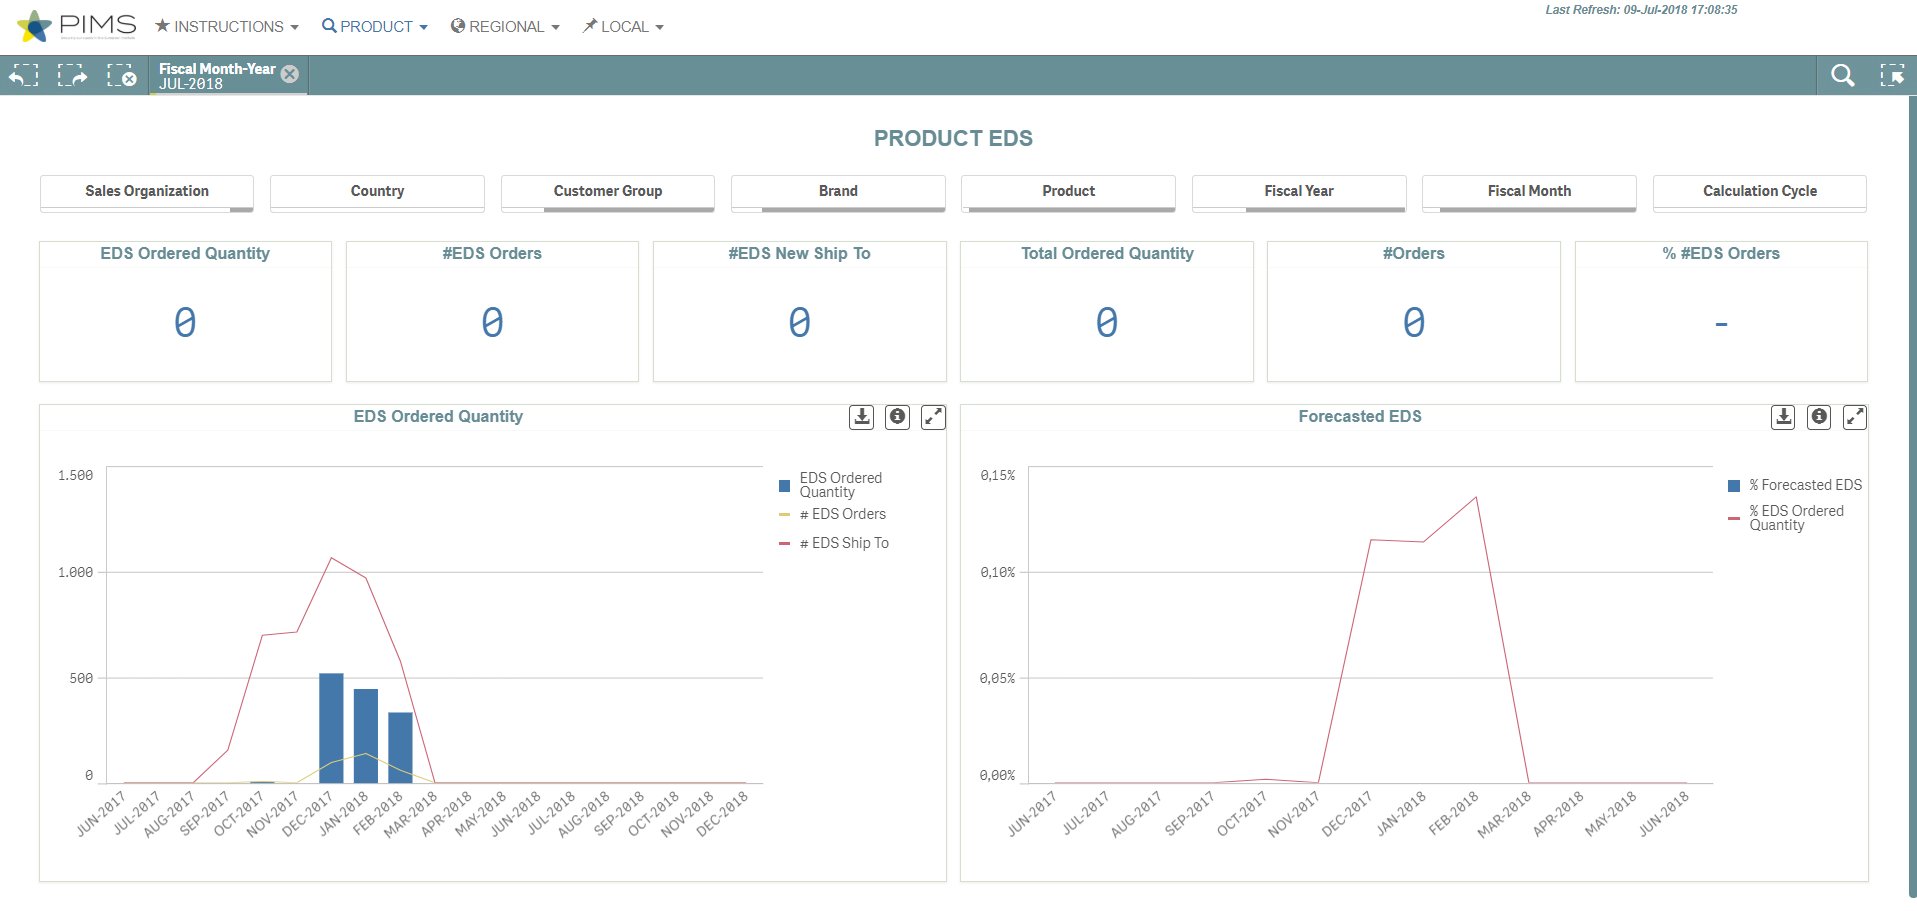 PIMS
INSTRUCTIONS
PRODUCT
REGIONAL
LOCAL
Last Refresh: 09-Jul-2018 17:08:35
Fiscal Month-Year
JUL-2018
PRODUCT EDS
Sales Organization
Country
Customer Group
Brand
Product
Fiscal Year
Fiscal Month
Calculation Cycle
EDS Ordered Quantity
#EDS Orders
#EDS New Ship To
Total Ordered Quantity
#Orders
% #EDS Orders
0
0
0
0
0
-
EDS Ordered Quantity
1.500
1.000
500
0
JUN-2017
JUL-2017
AUG-2017
SEP-2017
OCT-2017
NOV-2017
DEC-2017
JAN-2018
FEB-2018
MAR-2018
APR-2018
MAY-2018
JUN-2018
JUL-2018
AUG-2018
SEP-2018
OCT-2018
NOV-2018
DEC-2018
EDS Ordered
Quantity
# EDS Orders
# EDS Ship To
Forecasted EDS
0,15%
0,10%
0,05%
0,00%
JUN-2017
JUL-2017
AUG-2017
SEP-2017
OCT-2017
NOV-2017
DEC-2017
JAN-2018
FEB-2018
MAR-2018
APR-2018
MAY-2018
JUN-2018
% Forecasted EDS
% EDS Ordered
Quantity